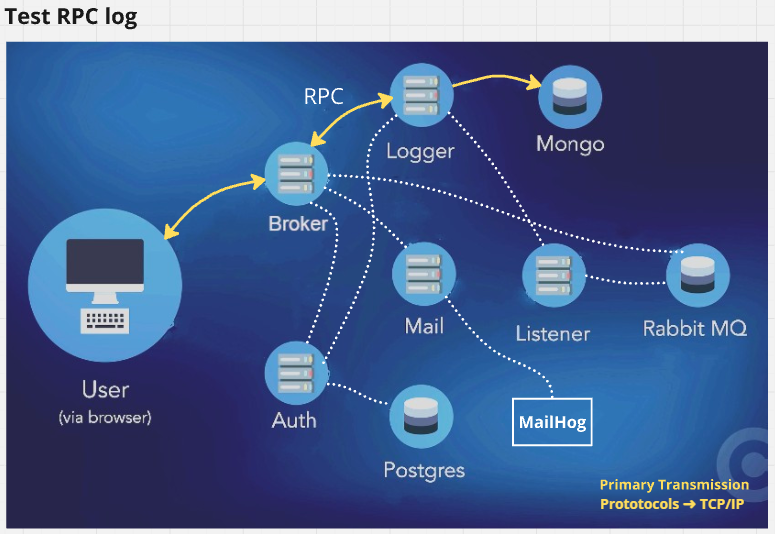 Test RPC log
RPC
Logger
Mongo
Broker
User
(via browser)
Mail
Listener
Rabbit MQ
Auth
Postgres
MailHog
Primary Transmission
Prototocols ➜ TCP/IP
©